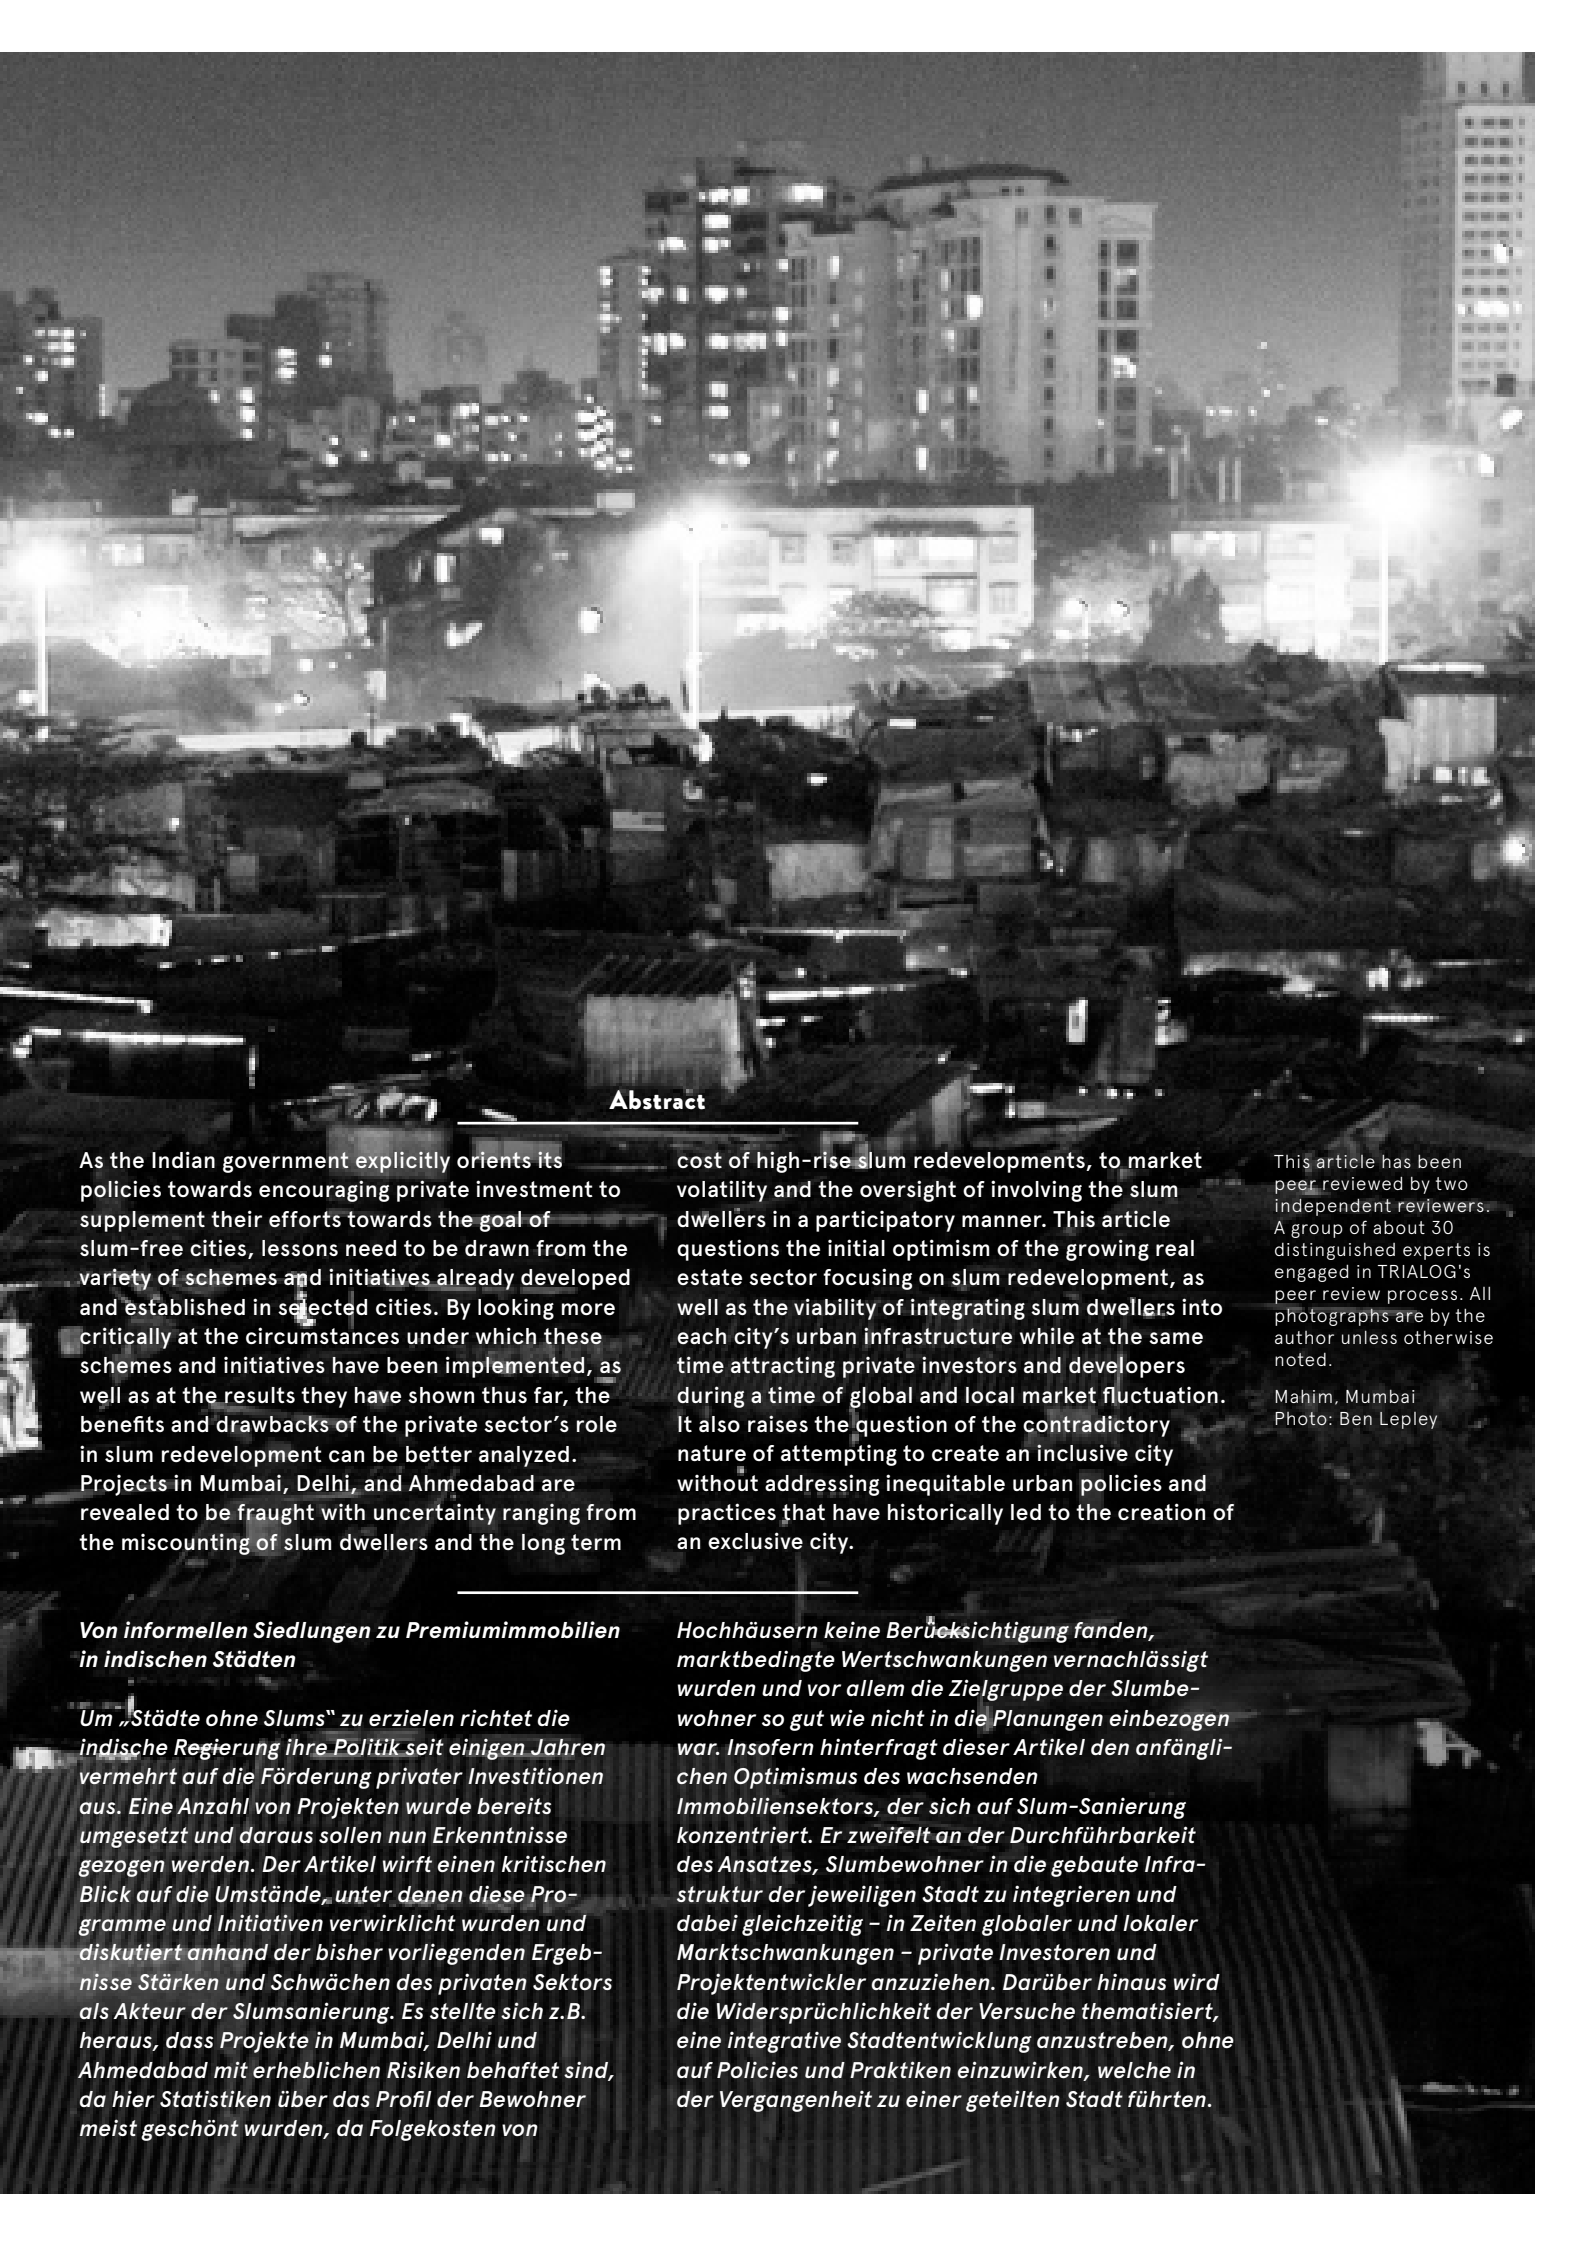 Abstract
As the Indian government explicitly orients its
policies towards encouraging private investment to
supplement their efforts towards the goal of
slum-free cities, lessons need to be drawn from the
variety of schemes and initiatives already developed
and established in selected cities. By looking more
critically at the circumstances under which these
schemes and initiatives have been implemented, as
well as at the results they have shown thus far, the
benefits and drawbacks of the private sector's role
in slum redevelopment can be better analyzed.
Projects in Mumbai, Delhi, and Ahmedabad are
revealed to be fraught with uncertainty ranging from
the miscounting of slum dwellers and the long term
cost of high-rise slum redevelopments, to market
volatility and the oversight of involving the slum
dwellers in a participatory manner. This article
questions the initial optimism of the growing real
estate sector focusing on slum redevelopment, as
well as the viability of integrating slum dwellers into
each city's urban infrastructure while at the same
time attracting private investors and developers
during a time of global and local market fluctuation.
It also raises the question of the contradictory
nature of attempting to create an inclusive city
without addressing inequitable urban policies and
practices that have historically led to the creation of
an exclusive city.
This article has been
peer reviewed by two
independent reviewers.
A group of about 30
distinguished experts is
engaged in TRIALOG's
peer review process. All
photographs are by the
author unless otherwise
noted.
Mahim, Mumbai
Photo: Ben Lepley
Von informellen Siedlungen zu Premiumimmobilien
in indischen Städten
Um „Städte ohne Slums“ zu erzielen richtet die
indische Regierung ihre Politik seit einigen Jahren
vermehrt auf die Förderung privater Investitionen
aus. Eine Anzahl von Projekten wurde bereits
umgesetzt und daraus sollen nun Erkenntnisse
gezogen werden. Der Artikel wirft einen kritischen
Blick auf die Umstände, unter denen diese Pro-
gramme und Initiativen verwirklicht wurden und
diskutiert anhand der bisher vorliegenden Ergeb-
nisse Stärken und Schwächen des privaten Sektors
als Akteur der Slumsanierung. Es stellte sich z.B.
heraus, dass Projekte in Mumbai, Delhi und
Ahmedabad mit erheblichen Risiken behaftet sind,
da hier Statistiken über das Profil der Bewohner
meist geschönt wurden, da Folgekosten von
Hochhäusern keine Berücksichtigung fanden,
marktbedingte Wertschwankungen vernachlässigt
wurden und vor allem die Zielgruppe der Slumbe-
wohner so gut wie nicht in die Planungen einbezogen
war. Insofern hinterfragt dieser Artikel den anfängli-
chen Optimismus des wachsenden
Immobiliensektors, der sich auf Slum-Sanierung
konzentriert. Er zweifelt an der Durchführbarkeit
des Ansatzes, Slumbewohner in die gebaute Infra-
struktur der jeweiligen Stadt zu integrieren und
dabei gleichzeitig – in Zeiten globaler und lokaler
Marktschwankungen – private Investoren und
Projektentwickler anzuziehen. Darüber hinaus wird
die Widersprüchlichkeit der Versuche thematisiert,
eine integrative Stadtentwicklung anzustreben, ohne
auf Policies und Praktiken einzuwirken, welche in
der Vergangenheit zu einer geteilten Stadt führten.